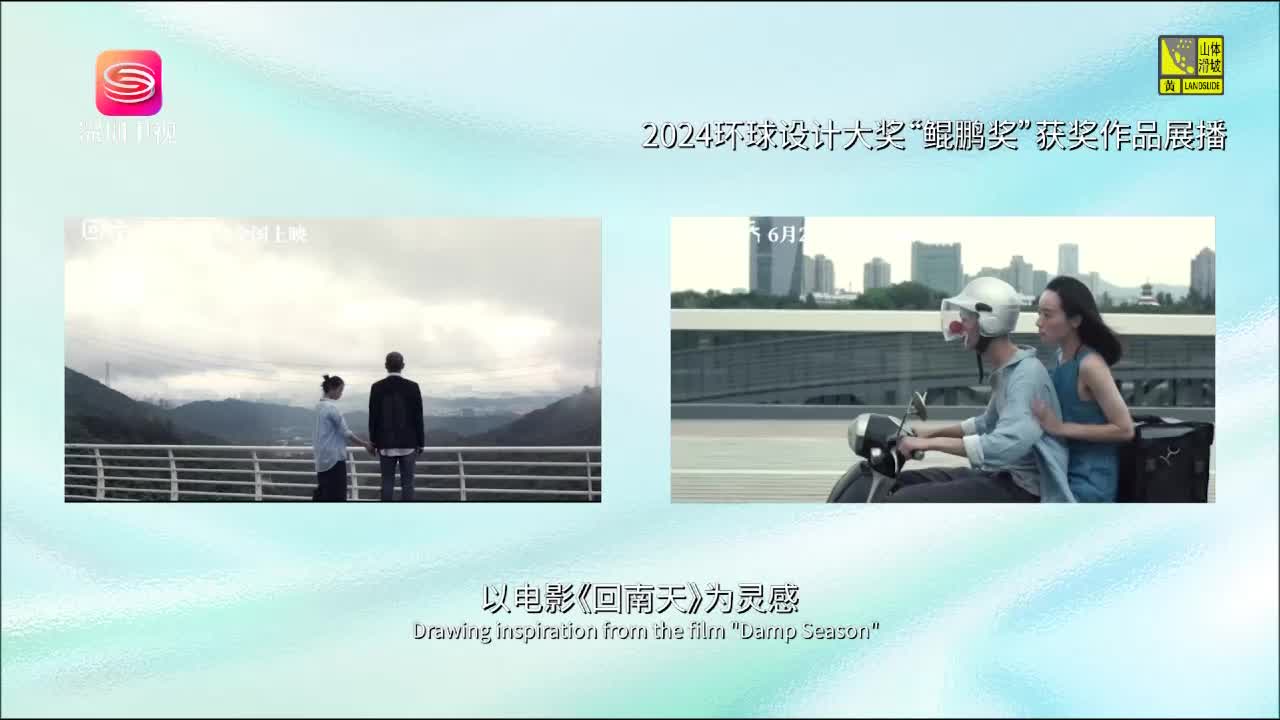 深圳卫视
山体
滑坡
黄 LANDSLIDE
2024环球设计大奖“鲲鹏奖”获奖作品展播
全国上映
6月2
以电影《回南天》为灵感
Drawing inspiration from the film "Damp Season"